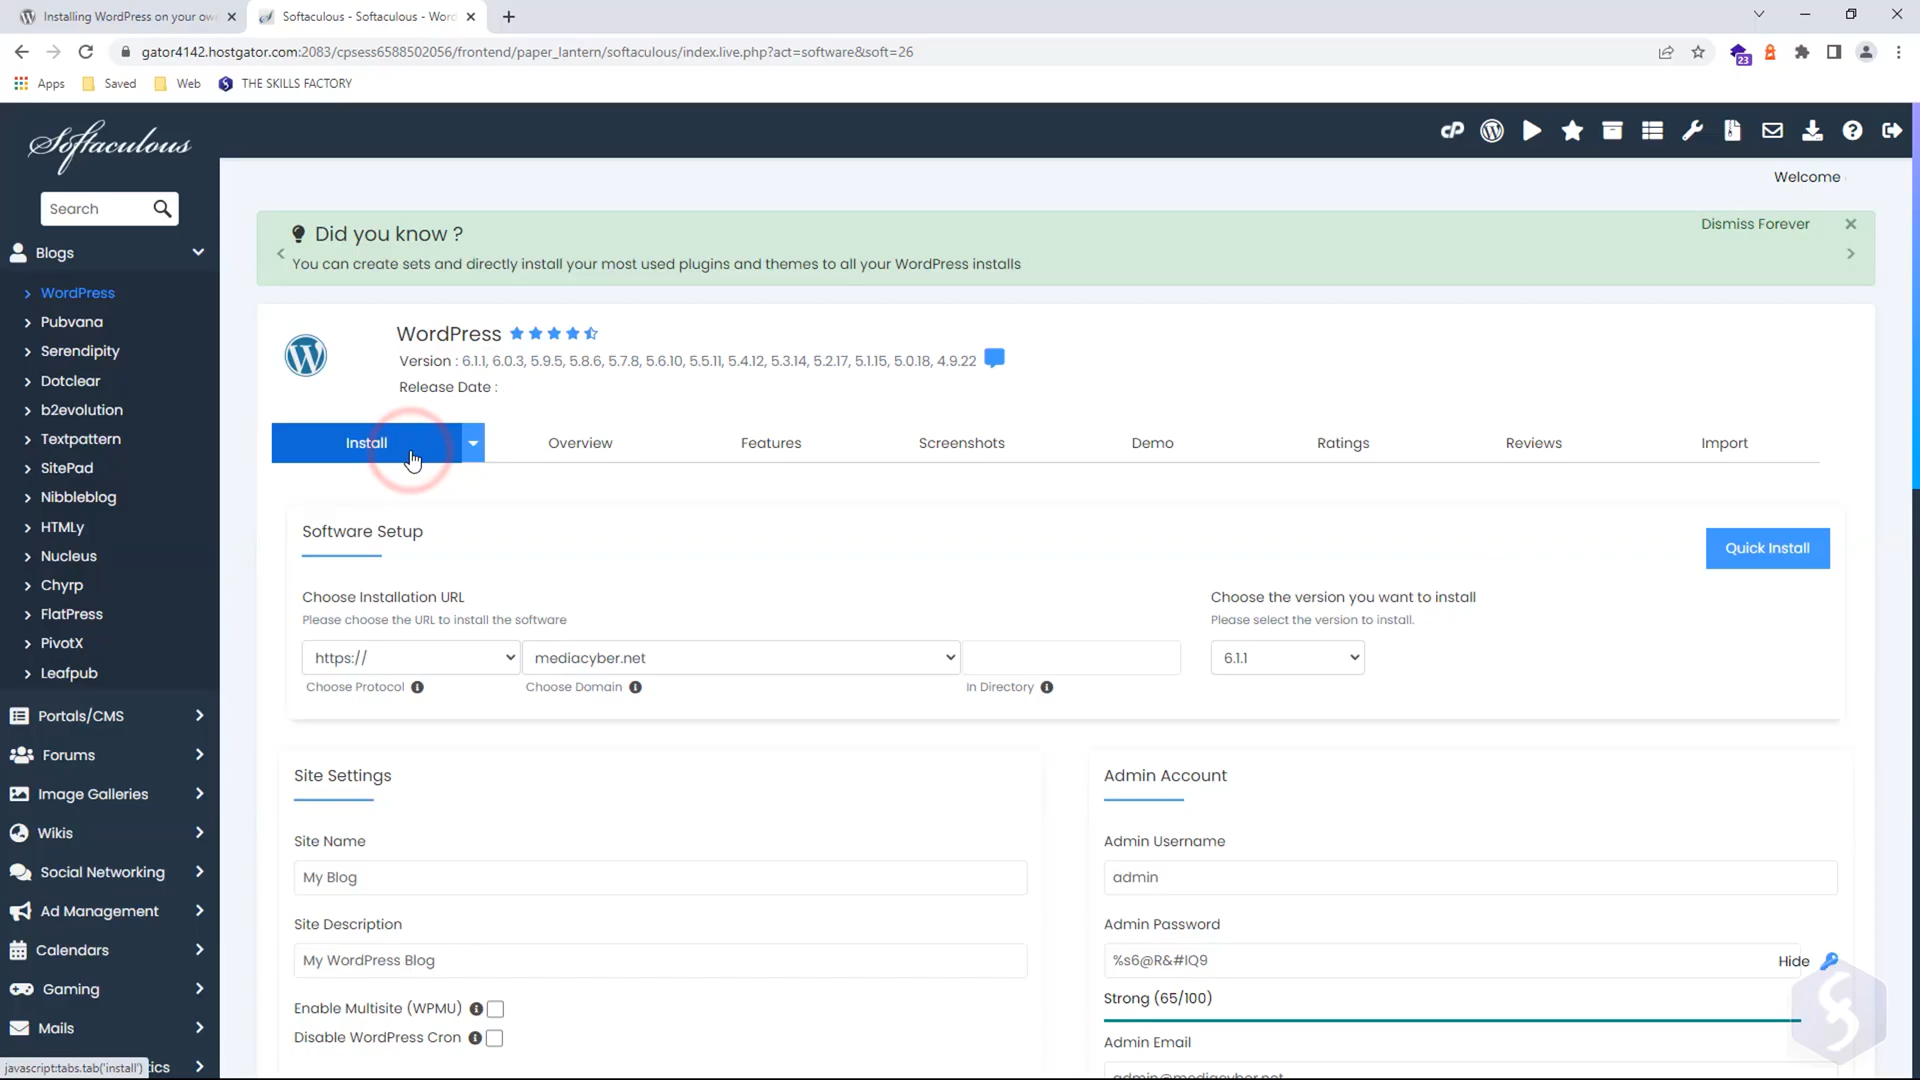 Installing WordPress on your ow
Softaculous - Softaculous - Wor
gator4142.hostgator.com:2083/cpsess6588502056/frontend/paper_lantern/softaculous/index.live.php?act=software&soft=26
23
Apps
Saved
Web
THE SKILLS FACTORY
Softaculous
cP
Welcome
Search
Did you know ?
Dismiss Forever
You can create sets and directly install your most used plugins and themes to all your WordPress installs
Blogs
WordPress
Pubvana
Serendipity
Dotclear
b2evolution
Textpattern
SitePad
Nibbleblog
HTMLy
Nucleus
Chyrp
FlatPress
PivotX
Leafpub
Portals/CMS
Forums
Image Galleries
Wikis
Social Networking
Ad Management
Calendars
Gaming
Mails
tics
javascript:tabs.tab('install')
WordPress
Version : 6.1.1, 6.0.3, 5.9.5, 5.8.6, 5.7.8, 5.6.10, 5.5.11, 5.4.12, 5.3.14, 5.2.17, 5.1.15, 5.0.18, 4.9.22
Release Date :
Install
Overview
Features
Screenshots
Demo
Ratings
Reviews
Import
Software Setup
Quick Install
Choose Installation URL
Please choose the URL to install the software
https://
mediacyber.net
Choose Protocol
Choose Domain
In Directory
Choose the version you want to install
Please select the version to install.
6.1.1
Site Settings
Site Name
My Blog
Site Description
My WordPress Blog
Enable Multisite (WPMU)
Disable WordPress Cron
Admin Account
Admin Username
admin
Admin Password
%s6@R&#IQ9
Hide
Strong (65/100)
Admin Email
admin@mediacyber.net